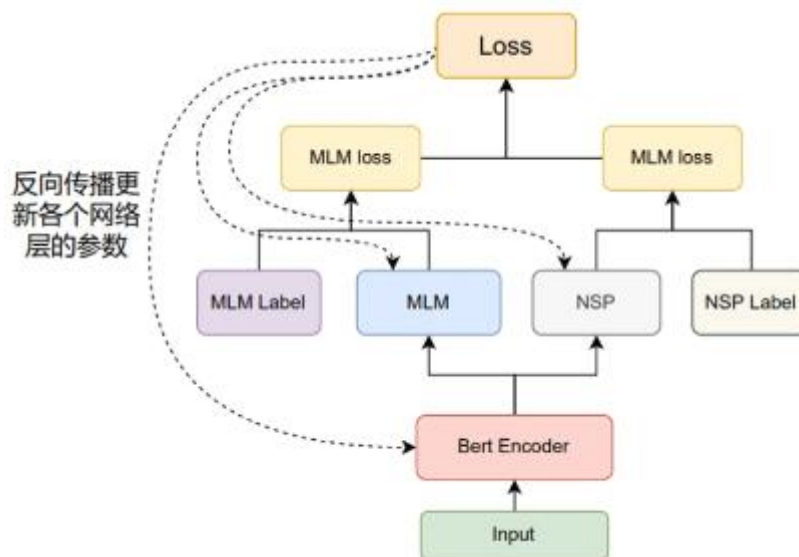 Loss
MLM loss
MLM loss
反向传播更
新各个网络
层的参数
MLM Label
MLM
NSP
NSP Label
Bert Encoder
Input